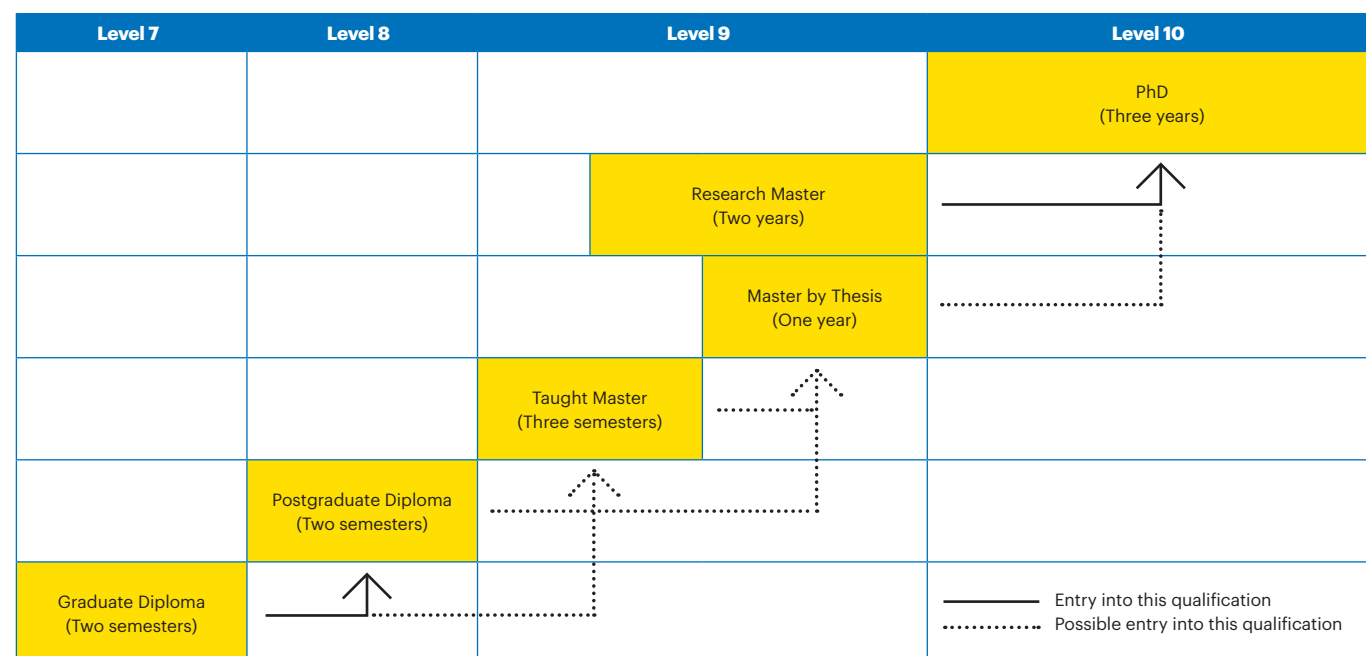 Level 7
Level 8
Level 9
Level 10
PhD
(Three years)
Research Master
(Two years)
Master by Thesis
(One year)
Taught Master
(Three semesters)
Postgraduate Diploma
(Two semesters)
Graduate Diploma
(Two semesters)
Entry into this qualification
Possible entry into this qualification